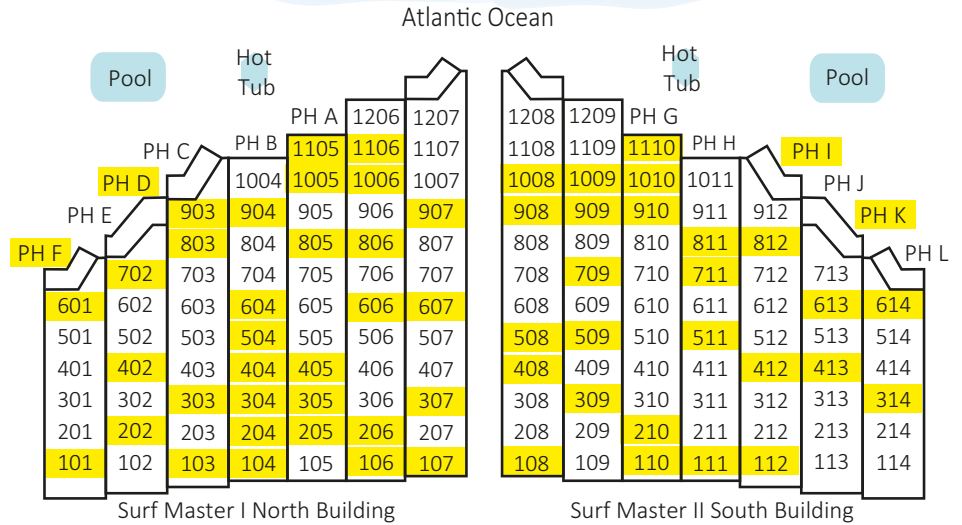 Atlantic Ocean
Pool
Hot
Tub
Hot
Tub
Pool
PH A 1206 1207
1208 1209 PH G
PH C PH B 1105 1106 1107
1108 1109 1110 PH H PH I
PH D 1004 1005 1006 1007
1008 1009 1010 1011 PH J
PH E 903 904 905 906 907
908 909 910 911 912 PH K
PH F 803 804 805 806 807
808 809 810 811 812 PH L
702 703 704 705 706 707
708 709 710 711 712 713
601 602 603 604 605 606 607
608 609 610 611 612 613 614
501 502 503 504 505 506 507
508 509 510 511 512 513 514
401 402 403 404 405 406 407
408 409 410 411 412 413 414
301 302 303 304 305 306 307
308 309 310 311 312 313 314
201 202 203 204 205 206 207
208 209 210 211 212 213 214
101 102 103 104 105 106 107
108 109 110 111 112 113 114
Surf Master I North Building
Surf Master II South Building